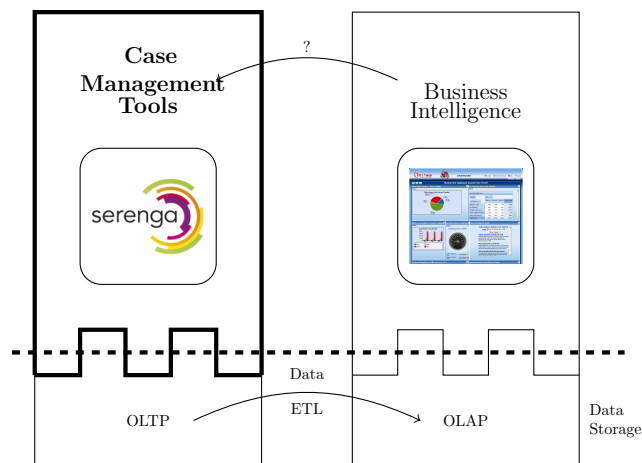 Case
Management
Tools
?
Business
Intelligence
serenga
Data
OLTP
ETL
OLAP
Data
Storage